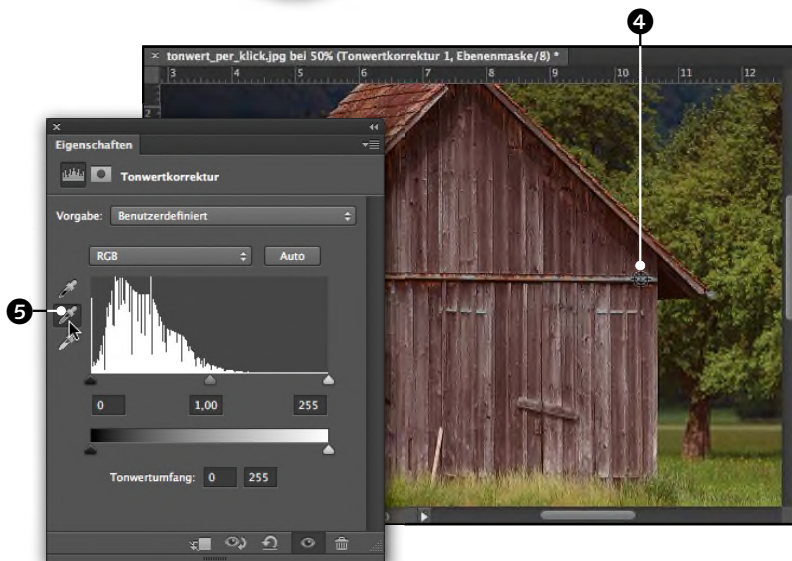 4
× tonwert_per_klick.jpg bei 50% (Tonwertkorrektur 1, Ebenenmaske/8) *
3 4 5 6 7 8 9 10 11 12
2
×
Eigenschaften
Tonwertkorrektur
Vorgabe: Benutzerdefiniert
RGB Auto
5
0 1,00 255
Tonwertumfang: 0 255